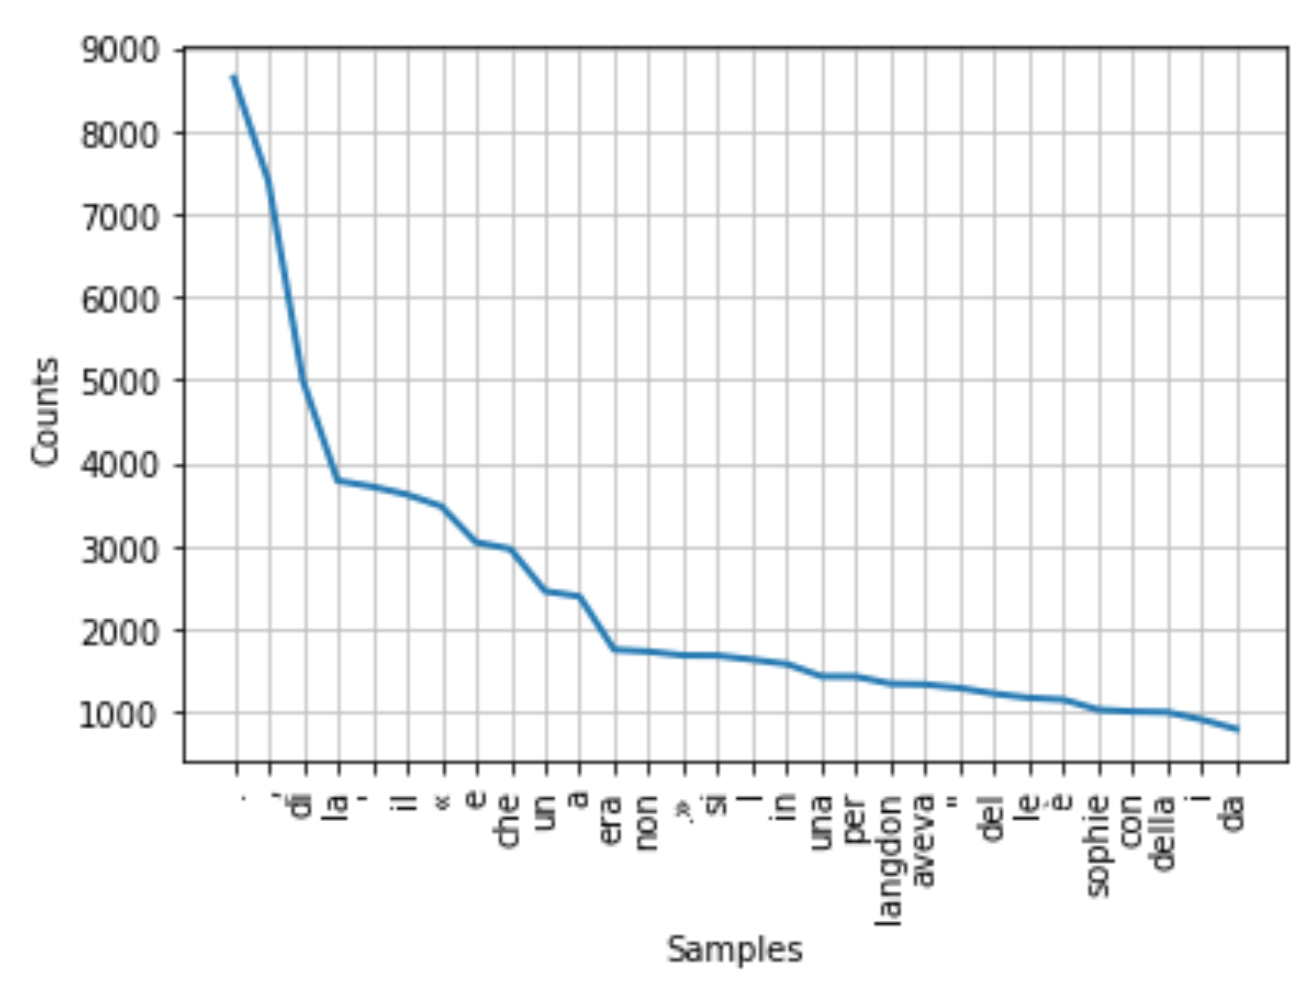 9000
8000
7000
6000
5000
4000
3000
2000
1000
Counts
.
,
di
la
'
il
«
e
che
un
a
era
non
.»
si
l
in
una
per
langdon
aveva
"
del
le
è
sophie
con
della
i
da
Samples